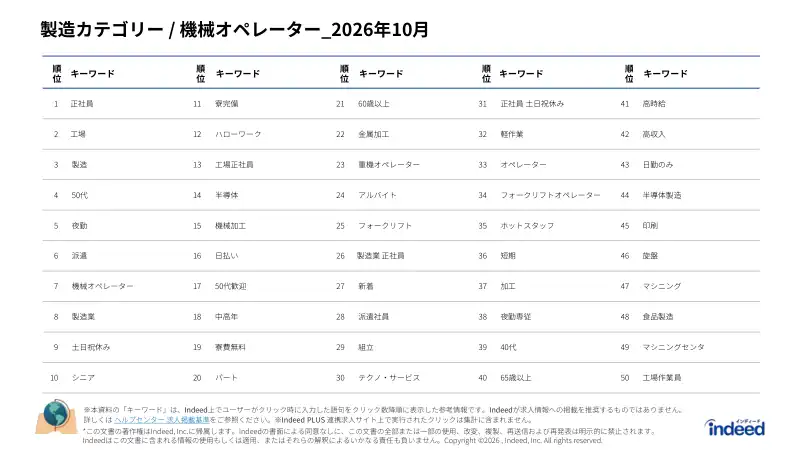 製造カテゴリー / 機械オペレーター_2026年10月
順位 キーワード 順位 キーワード 順位 キーワード 順位 キーワード 順位 キーワード
1 正社員 11 寮完備 21 60歳以上 31 正社員 土日祝休み 41 高時給
2 工場 12 ハローワーク 22 金属加工 32 軽作業 42 高収入
3 製造 13 工場正社員 23 重機オペレーター 33 オペレーター 43 日勤のみ
4 50代 14 半導体 24 アルバイト 34 フォークリフトオペレーター 44 半導体製造
5 夜勤 15 機械加工 25 フォークリフト 35 ホットスタッフ 45 印刷
6 派遣 16 日払い 26 製造業 正社員 36 短期 46 旋盤
7 機械オペレーター 17 50代歓迎 27 新着 37 加工 47 マシニング
8 製造業 18 中高年 28 派遣社員 38 夜勤専従 48 食品製造
9 土日祝休み 19 寮費無料 29 組立 39 40代 49 マシニングセンタ
10 シニア 20 パート 30 テクノ・サービス 40 65歳以上 50 工場作業員
※本資料の「キーワード」は、Indeed上でユーザーがクリック時に入力した語句をクリック数降順に表示した参考情報です。Indeedが求人情報への掲載を推奨するものではありません。
詳しくは ヘルプセンター 求人掲載基準をご参照ください。※Indeed PLUS 連携求人サイト上で実行されたクリックは集計に含まれません。
*この文書の著作権はIndeed, Inc.に帰属します。Indeedの書面による同意なしに、この文書の全部または一部の使用、改変、複製、再送信および再発表は明示的に禁止されます。
Indeedはこの文書に含まれる情報の使用もしくは適用、またはそれらの解釈によるいかなる責任も負いません。Copyright ©2026 , Indeed, Inc. All rights reserved.
インディード
indeed